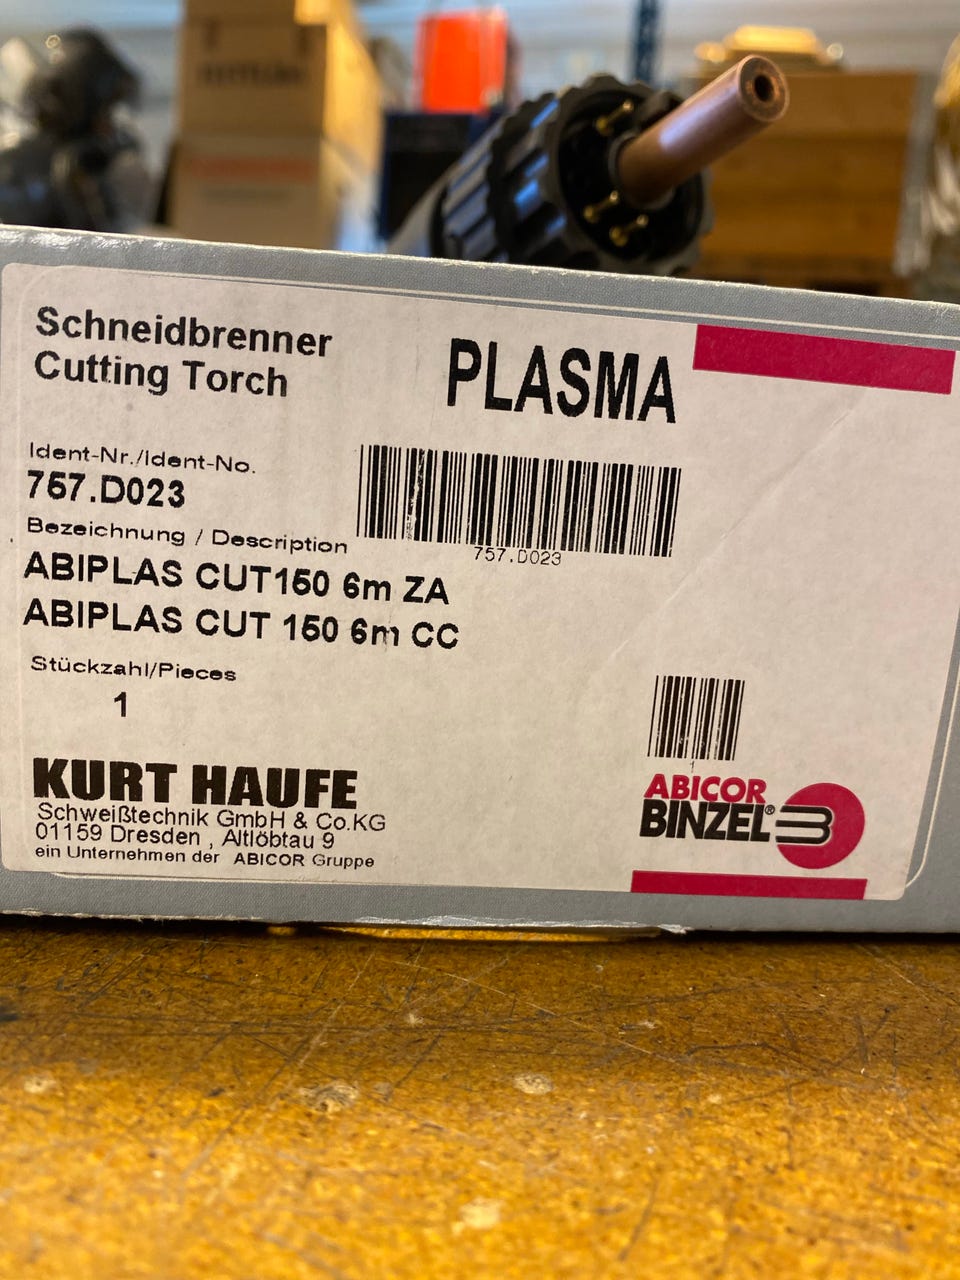 Schneidbrenner
Cutting Torch
PLASMA
Ident-Nr./Ident-No.
757.D023
757.D023
Bezeichnung / Description
ABIPLAS CUT150 6m ZA
ABIPLAS CUT 150 6m CC
Stückzahl/Pieces
1
1
KURT HAUFE
Schweißtechnik GmbH & Co.KG
01159 Dresden , Altlöbtau 9
ein Unternehmen der ABICOR Gruppe
ABICOR
BINZEL®